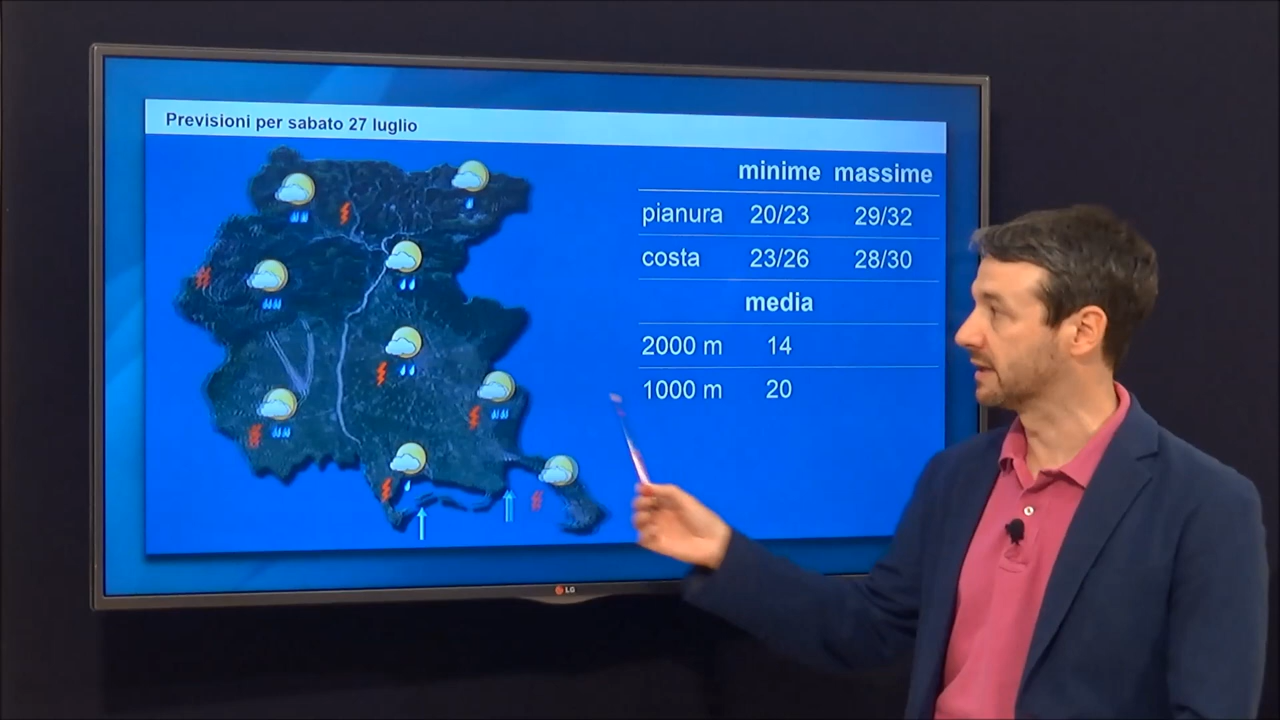 Previsioni per sabato 27 luglio
minime massime
pianura 20/23 29/32
costa 23/26 28/30
media
2000 m 14
1000 m 20
LG